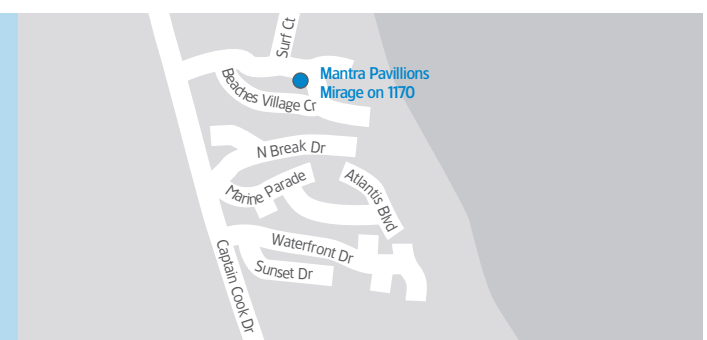 Surf Ct
Mantra Pavillions
Mirage on 1170
Beaches Village Cr
N Break Dr
Marine Parade
Atlantis Blvd
Waterfront Dr
Sunset Dr
Captain Cook Dr